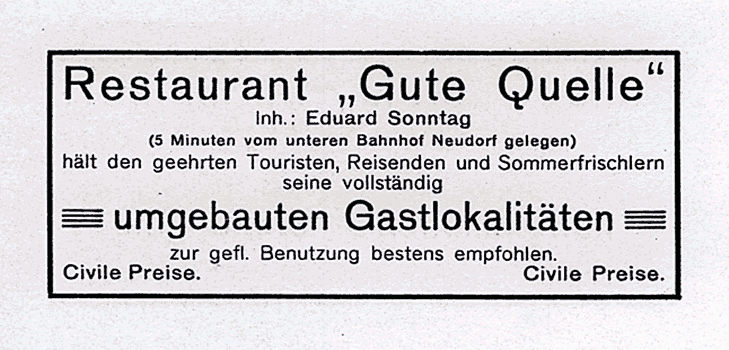 Restaurant „Gute Quelle“
Inh.: Eduard Sonntag
(5 Minuten vom unteren Bahnhof Neudorf gelegen)
hält den geehrten Touristen, Reisenden und Sommerfrischlern
seine vollständig
umgebauten Gastlokalitäten
zur gefl. Benutzung bestens empfohlen.
Civile Preise. Civile Preise.